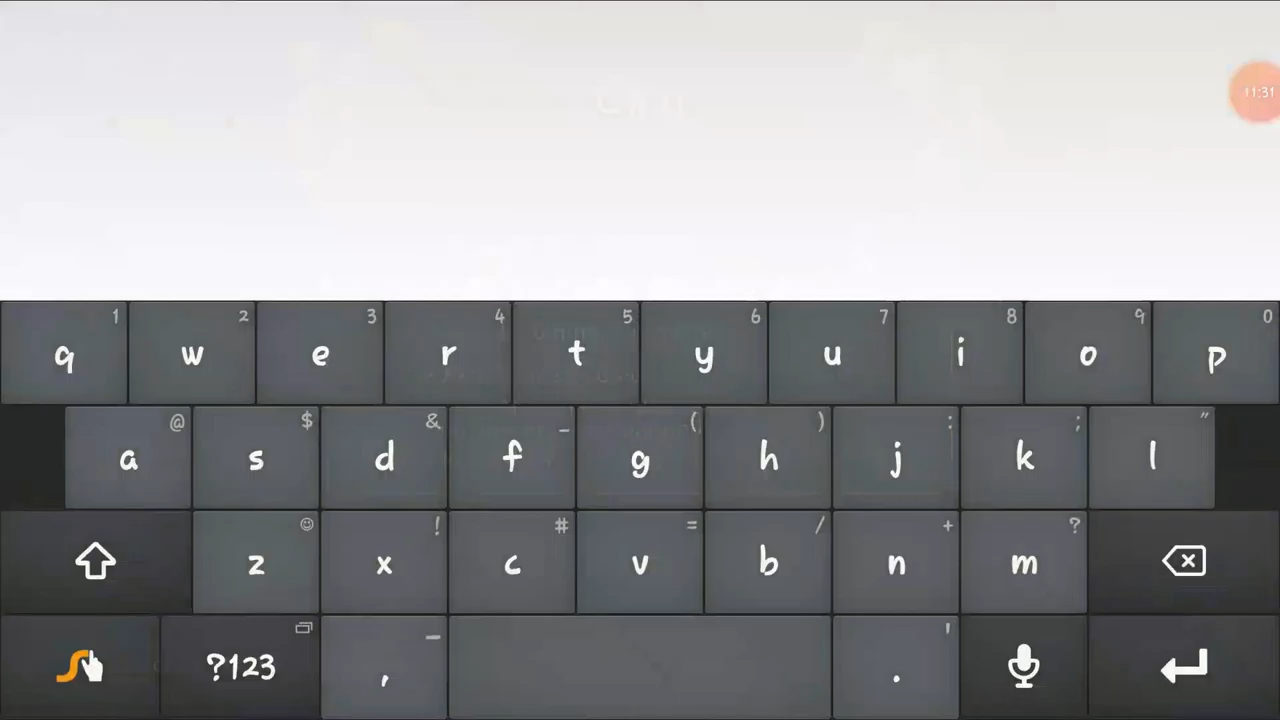 11:31
1 2 3 4 5 6 7 8 9 0
q w e r t y u i o p
@ $ & _ ( ) : ; "
a s d f g h j k l
! # = / + ?
z x c v b n m
– '
?123 , .